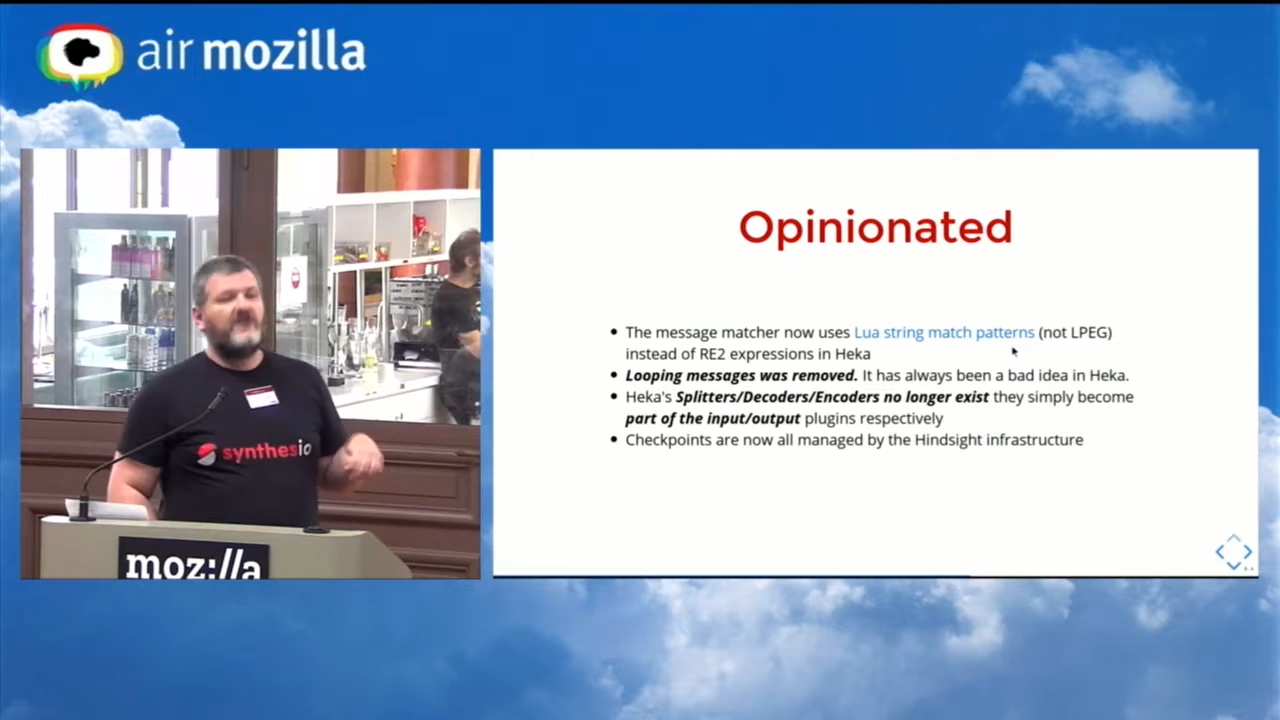 air mozilla
Opinionated
The message matcher now uses Lua string match patterns (not LPEG)
instead of RE2 expressions in Heka
Looping messages was removed. It has always been a bad idea in Heka.
Heka's Splitters/Decoders/Encoders no longer exist they simply become
part of the input/output plugins respectively
Checkpoints are now all managed by the Hindsight infrastructure
synthesio
moz://a